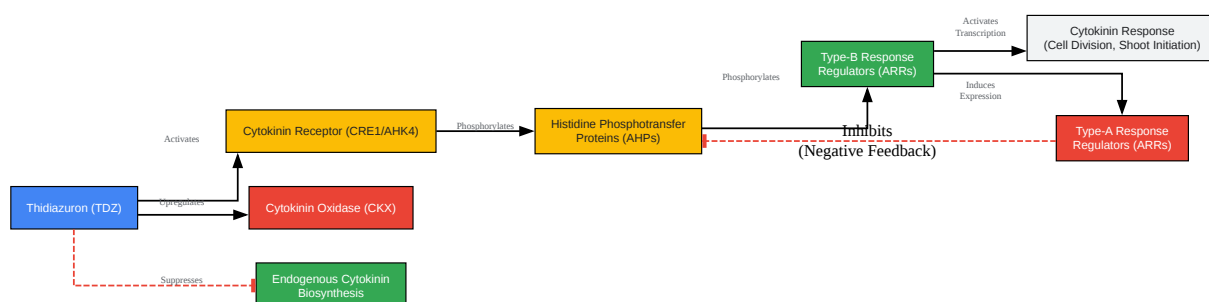 Activates
Transcription
Cytokinin Response
(Cell Division, Shoot Initiation)
Type-B Response
Regulators (ARRs)
Phosphorylates
Induces
Expression
Cytokinin Receptor (CRE1/AHK4)
Activates
Phosphorylates
Histidine Phosphotransfer
Proteins (AHPs)
Inhibits
(Negative Feedback)
Type-A Response
Regulators (ARRs)
Thidiazuron (TDZ)
Upregulates
Cytokinin Oxidase (CKX)
Suppresses
Endogenous Cytokinin
Biosynthesis